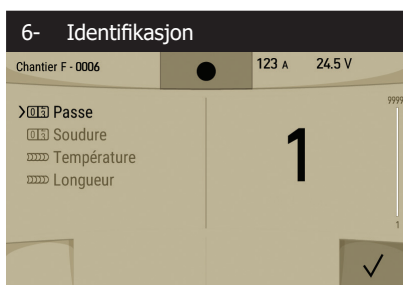 6- Identifikasjon
Chantier F - 0006 123 A 24.5 V
Passe
Soudure
Température
Longueur
1
9999
1